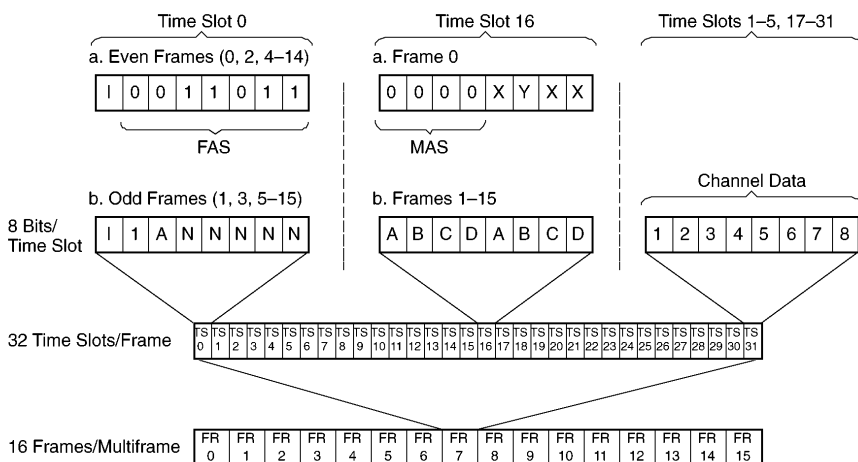 Time Slot 0
Time Slot 16
Time Slots 1–5, 17–31
a. Even Frames (0, 2, 4–14)
a. Frame 0
I 0 0 1 1 0 1 1
0 0 0 0 X Y X X
FAS
MAS
Channel Data
b. Odd Frames (1, 3, 5–15)
b. Frames 1–15
8 Bits/
Time Slot
I 1 A N N N N N
A B C D A B C D
1 2 3 4 5 6 7 8
32 Time Slots/Frame
TS TS TS TS TS TS TS TS TS TS TS TS TS TS TS TS TS TS TS TS TS TS TS TS TS TS TS TS TS TS TS
0 1 2 3 4 5 6 7 8 9 10 11 12 13 14 15 16 17 18 19 20 21 22 23 24 25 26 27 28 29 30 31
16 Frames/Multiframe
FR FR FR FR FR FR FR FR FR FR FR FR FR FR FR FR
0 1 2 3 4 5 6 7 8 9 10 11 12 13 14 15